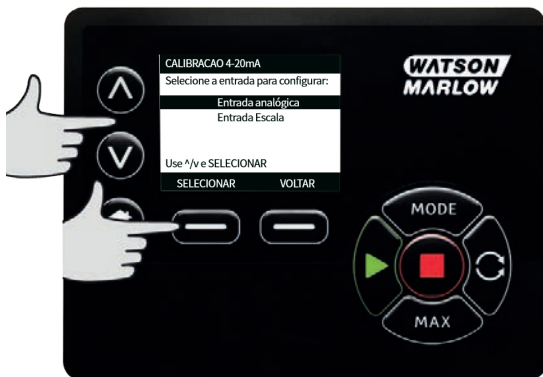 CALIBRACAO 4-20mA
Selecione a entrada para configurar:
Entrada analógica
Entrada Escala
Use ^/v e SELECIONAR
SELECIONAR VOLTAR
WATSON
MARLOW
MODE
MAX